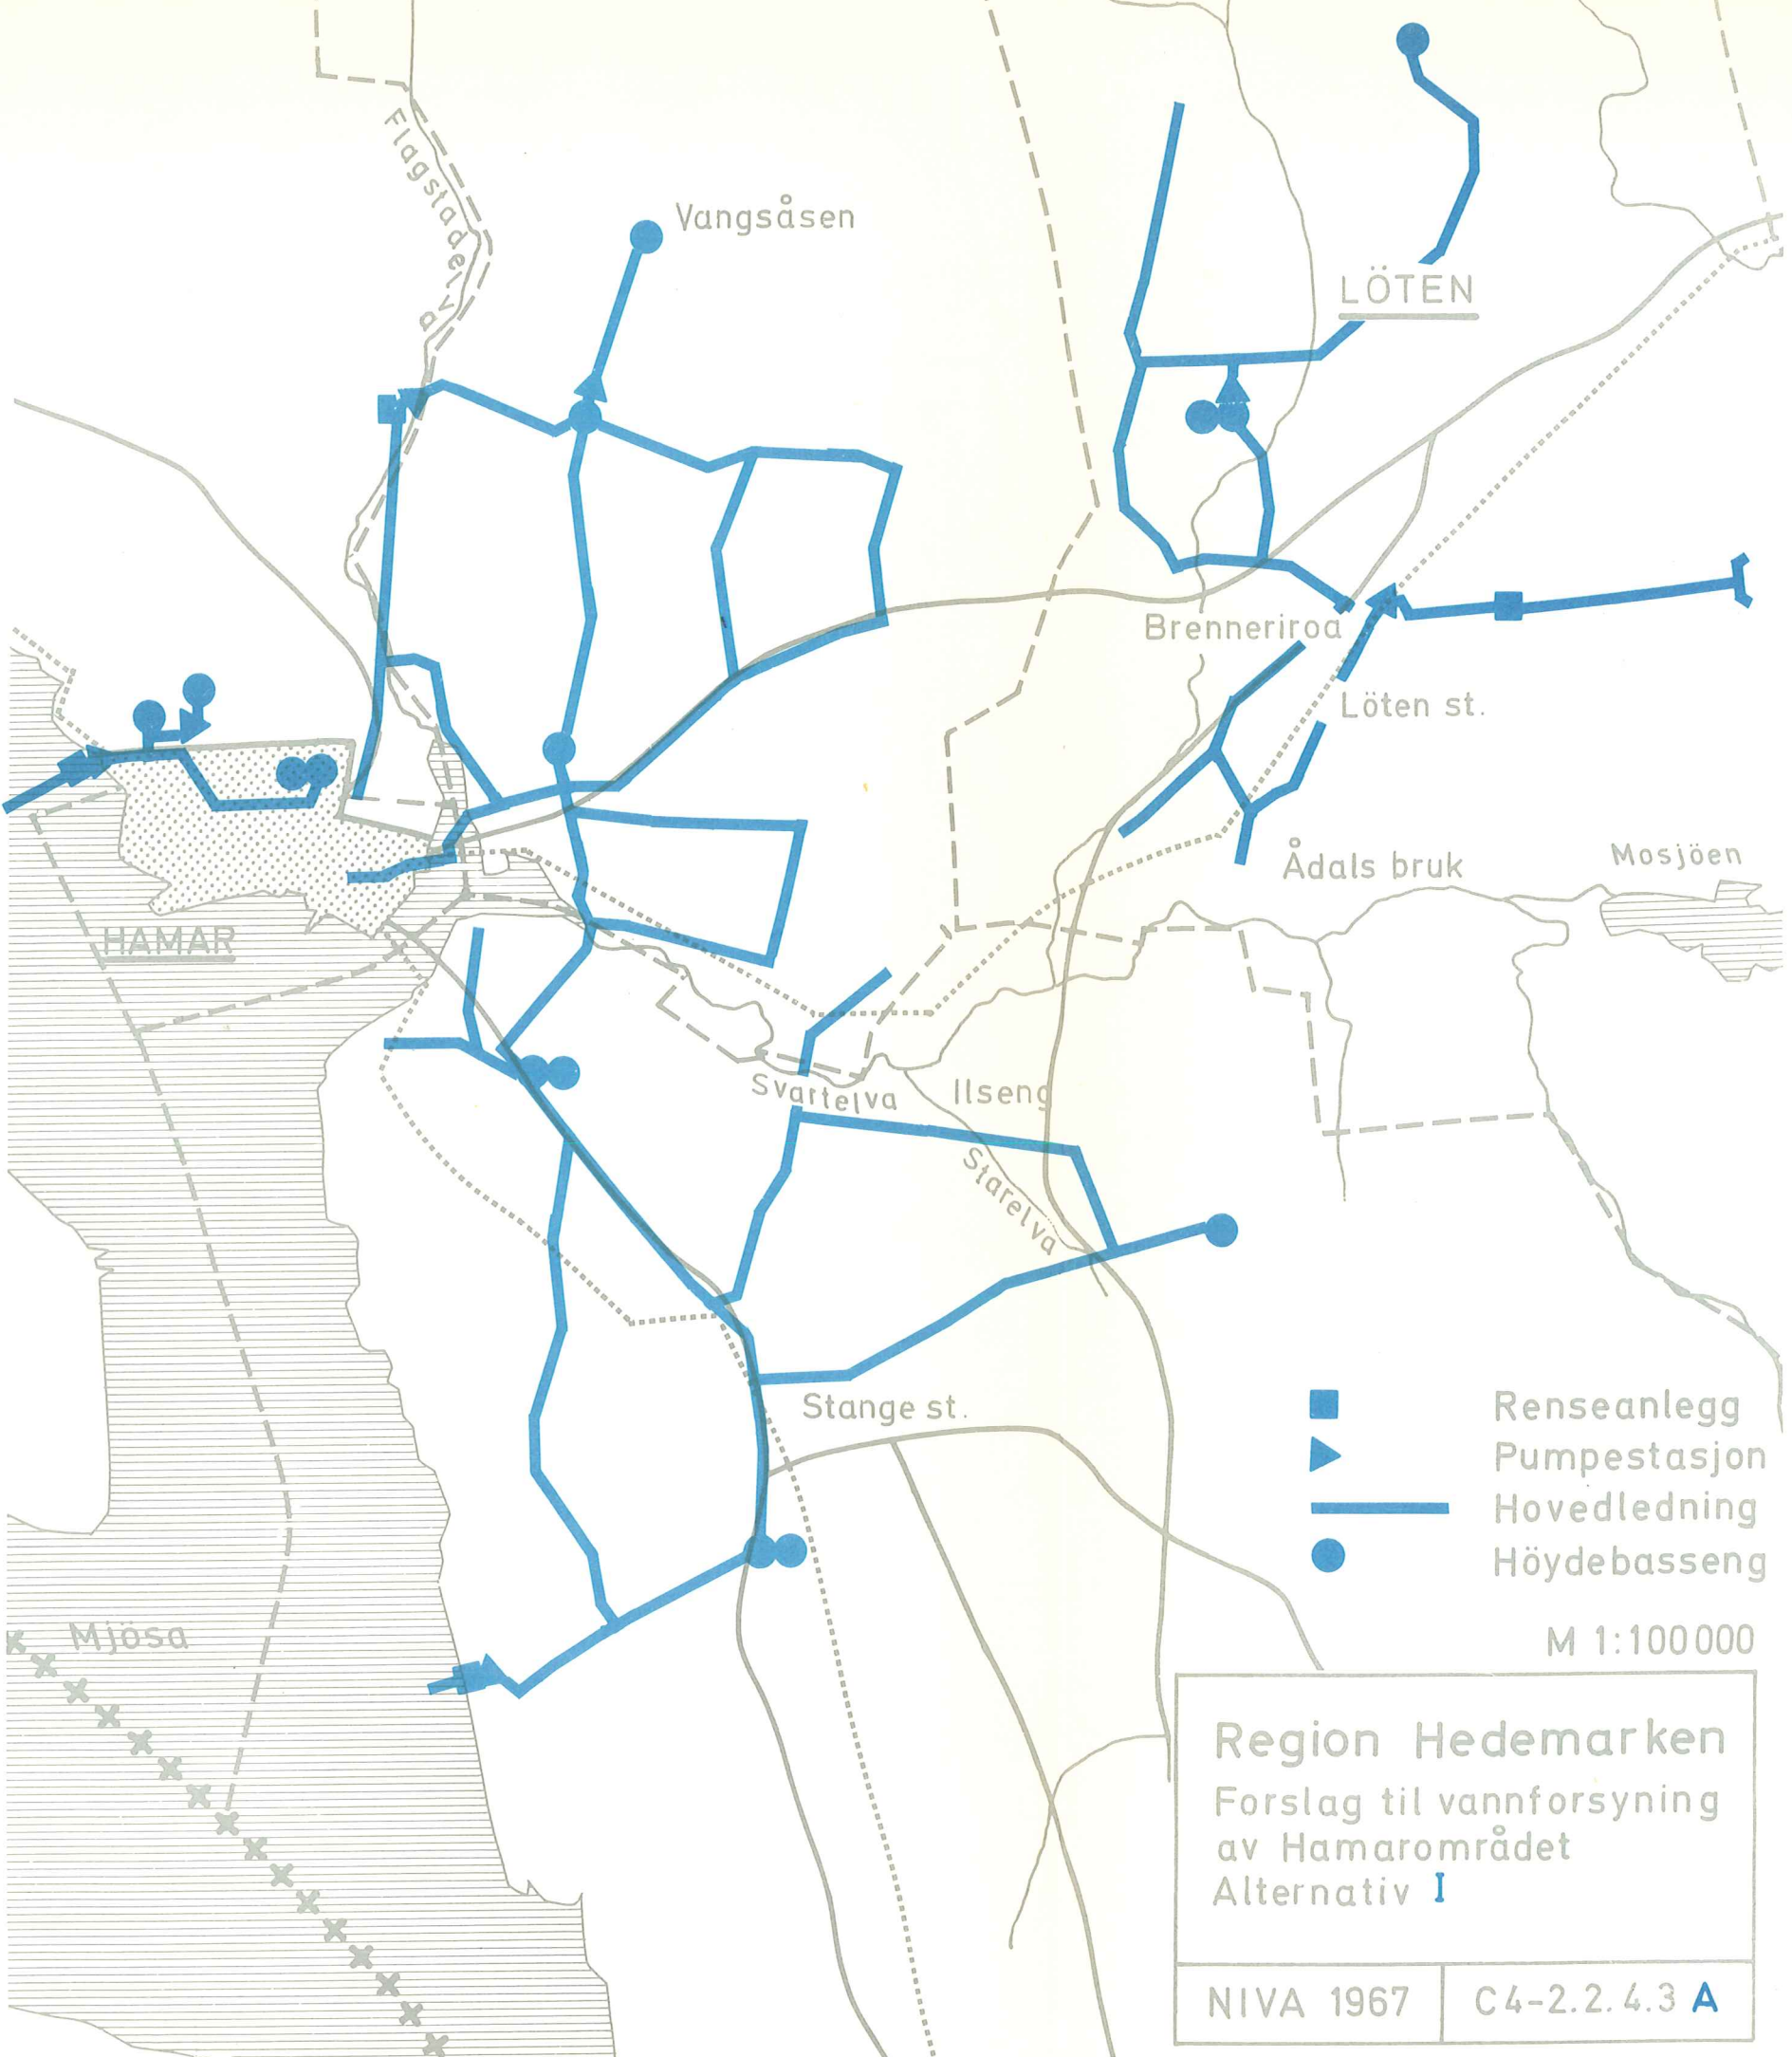 Flagstadelva
Vangsåsen
LÖTEN
Brenneriroa
Löten st.
Ådals bruk
Mosjöen
HAMAR
Svartelva
Ilseng
Starelva
Stange st.
Mjösa
Renseanlegg
Pumpestasjon
Hovedledning
Höydebasseng
M 1:100000
Region Hedemarken
Forslag til vannforsyning
av Hamarområdet
Alternativ I
NIVA 1967
C4-2.2.4.3 A